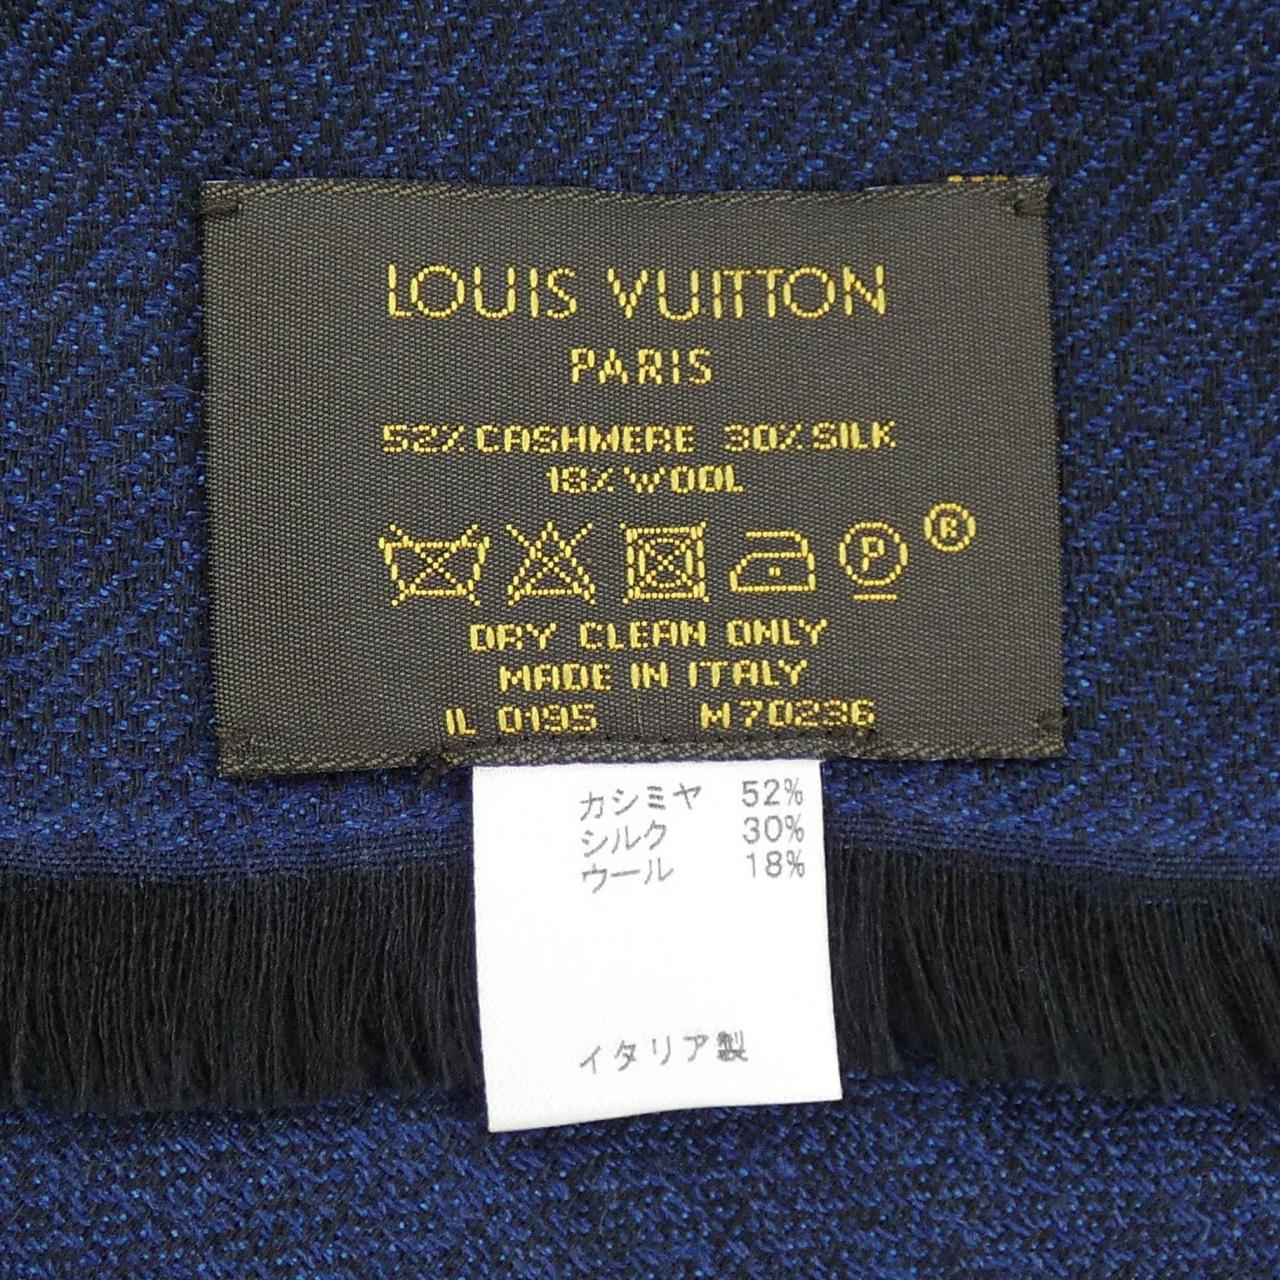 LOUIS VUITTON
PARIS
52% CASHMERE 30% SILK
18% WOOL
P ®
DRY CLEAN ONLY
MADE IN ITALY
IL 0195 M70236
カシミヤ 52%
シルク 30%
ウール 18%
イタリア製